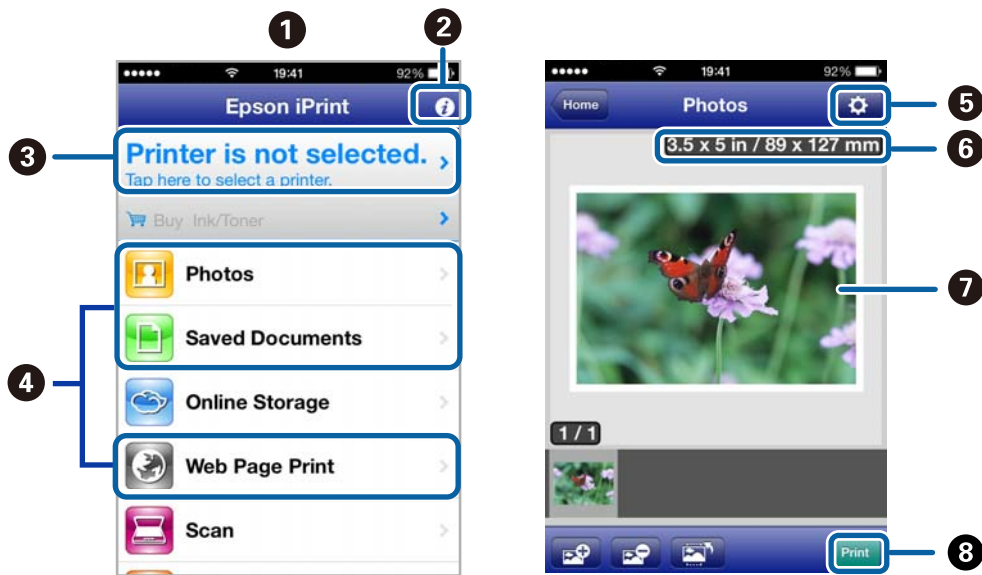 1
2
19:41
92%
Epson iPrint
3
Printer is not selected.
Tap here to select a printer.
Buy Ink/Toner
4
Photos
Saved Documents
Online Storage
Web Page Print
Scan
19:41
92%
Home
Photos
5
3.5 x 5 in / 89 x 127 mm
6
7
1 / 1
Print
8